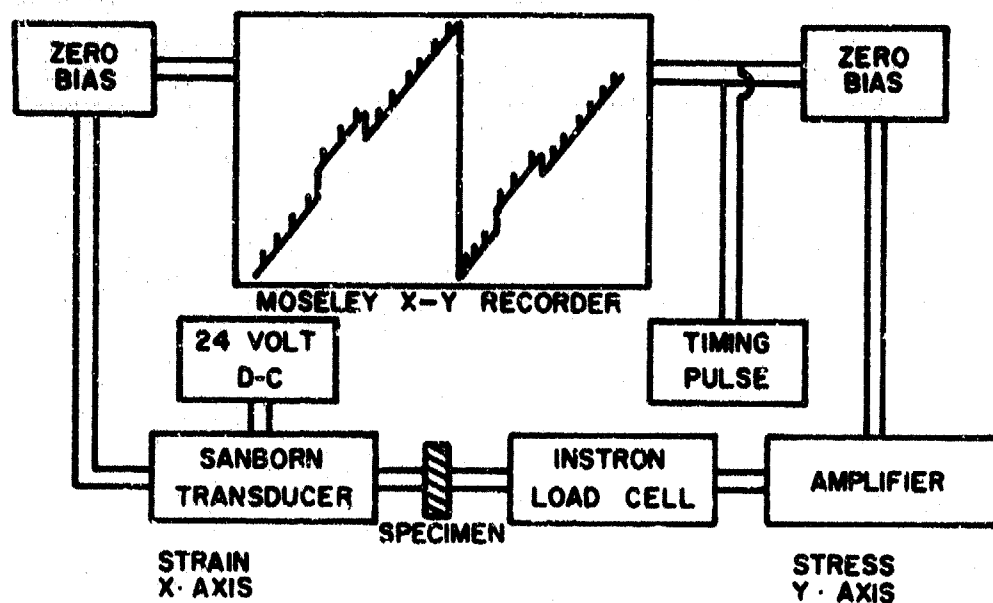 ZERO
BIAS
ZERO
BIAS
MOSELEY X-Y RECORDER
24 VOLT
D-C
TIMING
PULSE
SANBORN
TRANSDUCER
SPECIMEN
INSTRON
LOAD CELL
AMPLIFIER
STRAIN
X· AXIS
STRESS
Y · AXIS